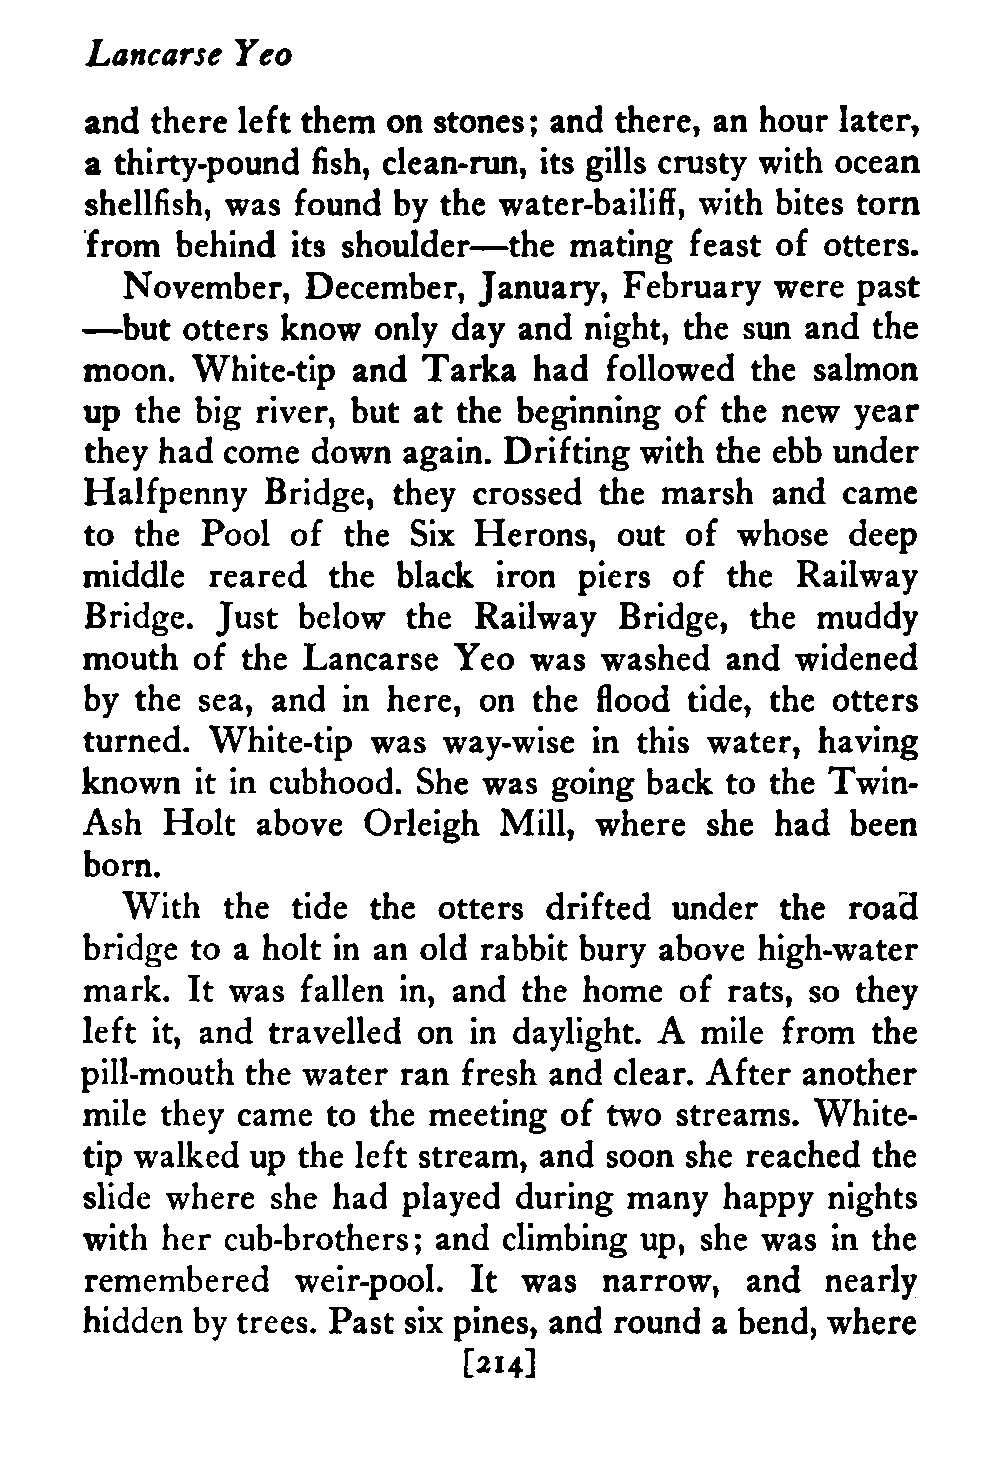 Lancarse Yeo
and there left them on stones; and there, an hour later,
a thirty-pound fish, clean-run, its gills crusty with ocean
shellfish, was found by the water-bailiff, with bites torn
from behind its shoulder—the mating feast of otters.
November, December, January, February were past
—but otters know only day and night, the sun and the
moon. White-tip and Tarka had followed the salmon
up the big river, but at the beginning of the new year
they had come down again. Drifting with the ebb under
Halfpenny Bridge, they crossed the marsh and came
to the Pool of the Six Herons, out of whose deep
middle reared the black iron piers of the Railway
Bridge. Just below the Railway Bridge, the muddy
mouth of the Lancarse Yeo was washed and widened
by the sea, and in here, on the flood tide, the otters
turned. White-tip was way-wise in this water, having
known it in cubhood. She was going back to the Twin-
Ash Holt above Orleigh Mill, where she had been
born.
With the tide the otters drifted under the road
bridge to a holt in an old rabbit bury above high-water
mark. It was fallen in, and the home of rats, so they
left it, and travelled on in daylight. A mile from the
pill-mouth the water ran fresh and clear. After another
mile they came to the meeting of two streams. White-
tip walked up the left stream, and soon she reached the
slide where she had played during many happy nights
with her cub-brothers; and climbing up, she was in the
remembered weir-pool. It was narrow, and nearly
hidden by trees. Past six pines, and round a bend, where
[214]